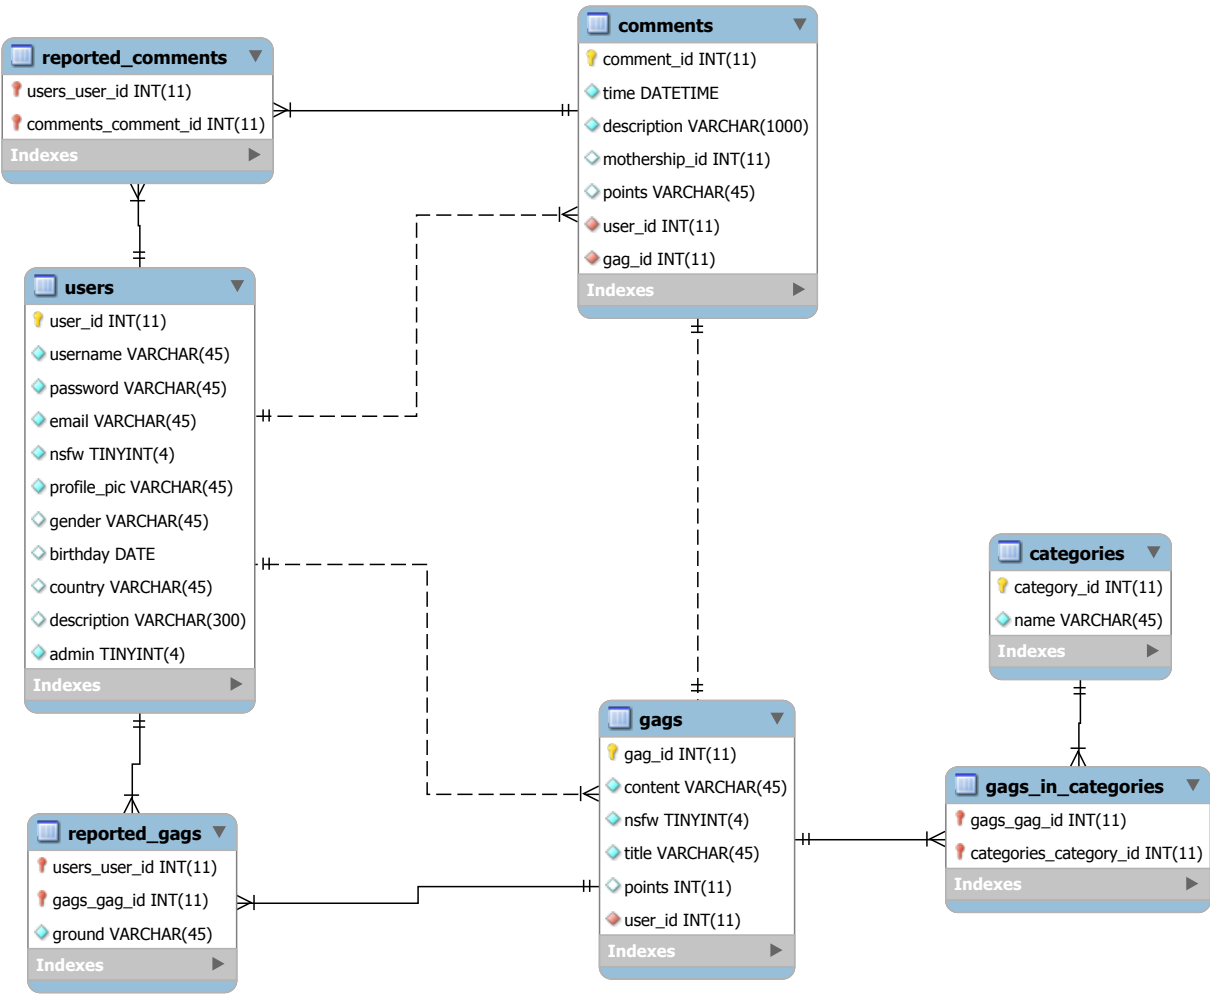 comments
comment_id INT(11)
time DATETIME
description VARCHAR(1000)
mothership_id INT(11)
points VARCHAR(45)
user_id INT(11)
gag_id INT(11)
Indexes
reported_comments
users_user_id INT(11)
comments_comment_id INT(11)
Indexes
users
user_id INT(11)
username VARCHAR(45)
password VARCHAR(45)
email VARCHAR(45)
nsfw TINYINT(4)
profile_pic VARCHAR(45)
gender VARCHAR(45)
birthday DATE
country VARCHAR(45)
description VARCHAR(300)
admin TINYINT(4)
Indexes
categories
category_id INT(11)
name VARCHAR(45)
Indexes
gags
gag_id INT(11)
content VARCHAR(45)
nsfw TINYINT(4)
title VARCHAR(45)
points INT(11)
user_id INT(11)
Indexes
gags_in_categories
gags_gag_id INT(11)
categories_category_id INT(11)
Indexes
reported_gags
users_user_id INT(11)
gags_gag_id INT(11)
ground VARCHAR(45)
Indexes